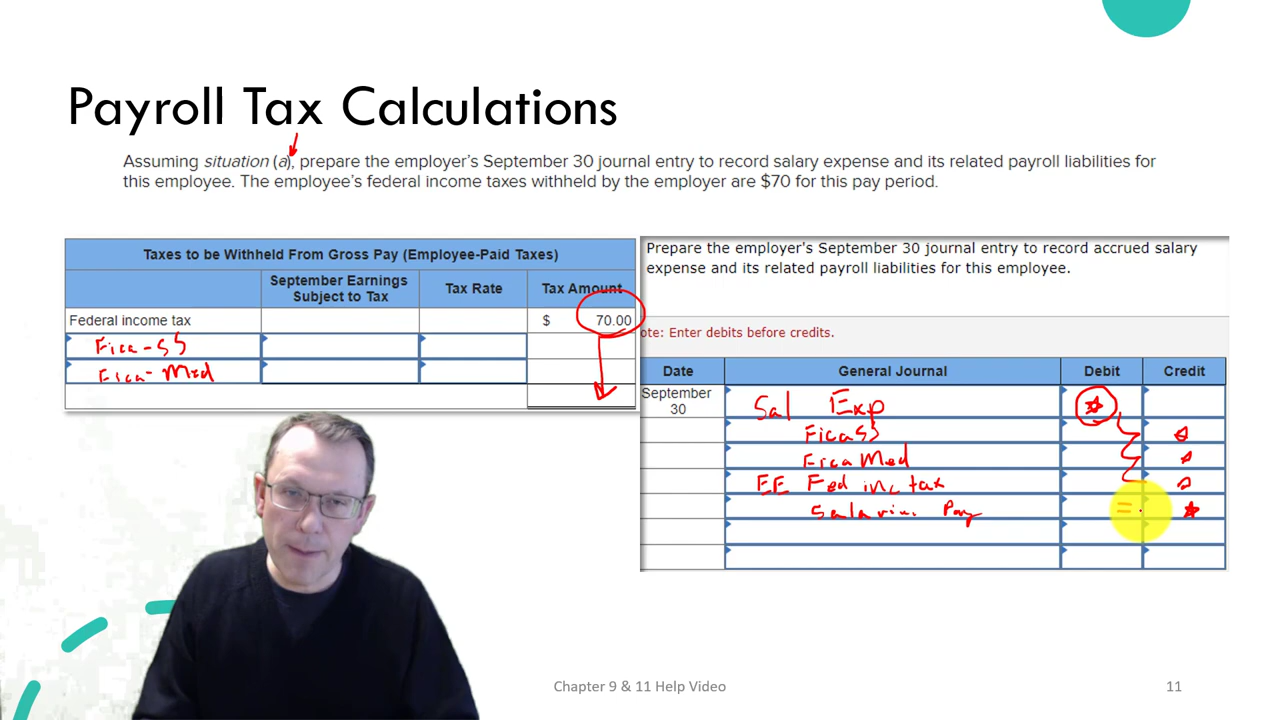 Payroll Tax Calculations
Assuming situation (a), prepare the employer's September 30 journal entry to record salary expense and its related payroll liabilities for
this employee. The employee's federal income taxes withheld by the employer are $70 for this pay period.
Taxes to be Withheld From Gross Pay (Employee-Paid Taxes)
September Earnings Subject to Tax Tax Rate Tax Amount
Federal income tax $ 70.00
Fica-SS
Fica-Med
Prepare the employer's September 30 journal entry to record accrued salary
expense and its related payroll liabilities for this employee.
ote: Enter debits before credits.
Date General Journal Debit Credit
September 30 Sal Exp
Fica SS
Fica Med
EE Fed inc tax
Pay
=
Chapter 9 & 11 Help Video
11